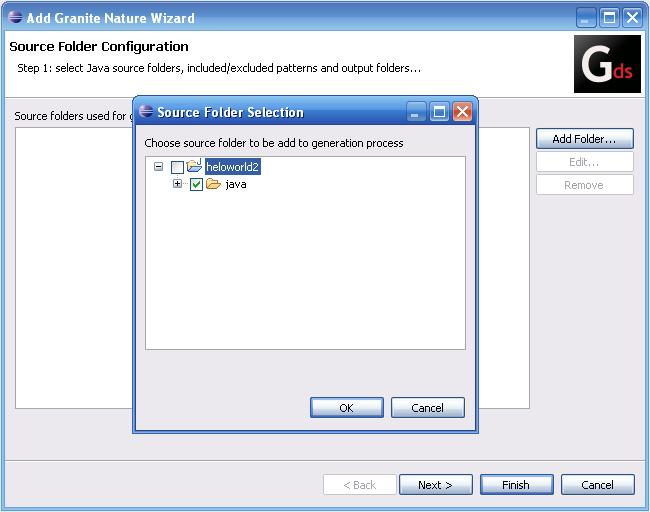 Add Granite Nature Wizard
Source Folder Configuration
Step 1: select Java source folders, included/excluded patterns and output folders...
Gds
Source folders used for g
Source Folder Selection
Choose source folder to be add to generation process
heloworld2
java
Add Folder...
Edit...
Remove
OK
Cancel
< Back
Next >
Finish
Cancel